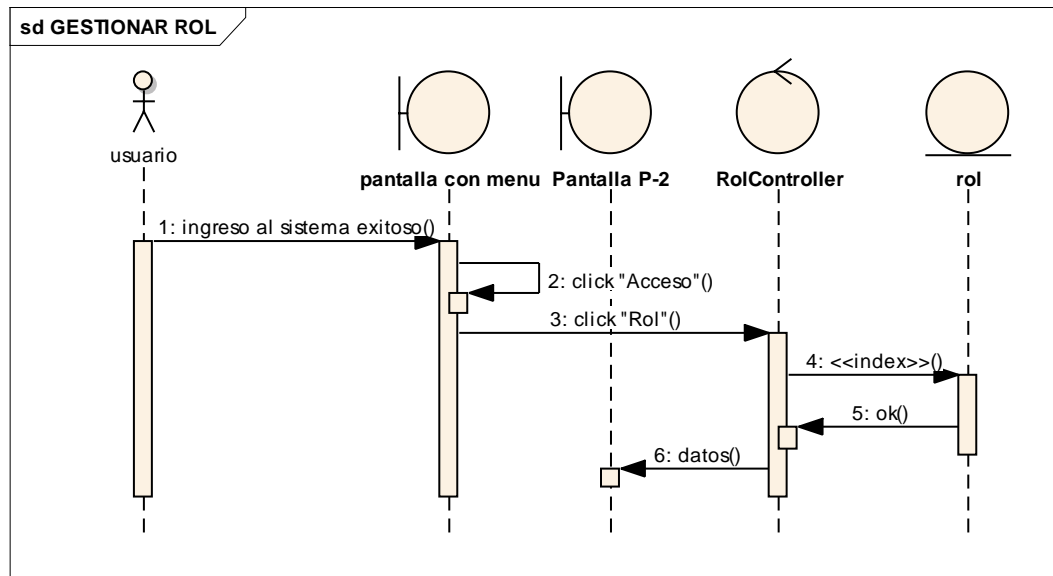 sd GESTIONAR ROL
usuario
pantalla con menu
Pantalla P-2
RolController
rol
1: ingreso al sistema exitoso()
2: click "Acceso"()
3: click "Rol"()
4: <<index>>()
5: ok()
6: datos()